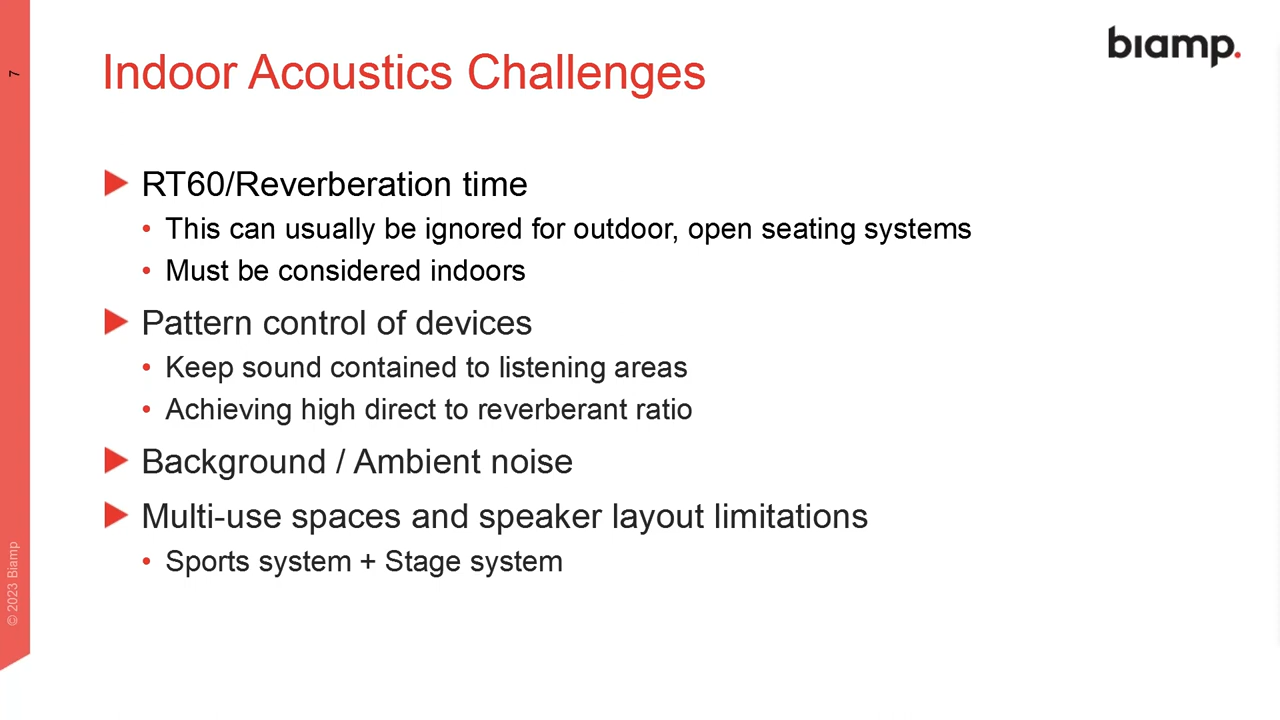 7
Indoor Acoustics Challenges
biamp.
RT60/Reverberation time
• This can usually be ignored for outdoor, open seating systems
• Must be considered indoors
Pattern control of devices
• Keep sound contained to listening areas
• Achieving high direct to reverberant ratio
Background / Ambient noise
Multi-use spaces and speaker layout limitations
• Sports system + Stage system
© 2023 Biamp